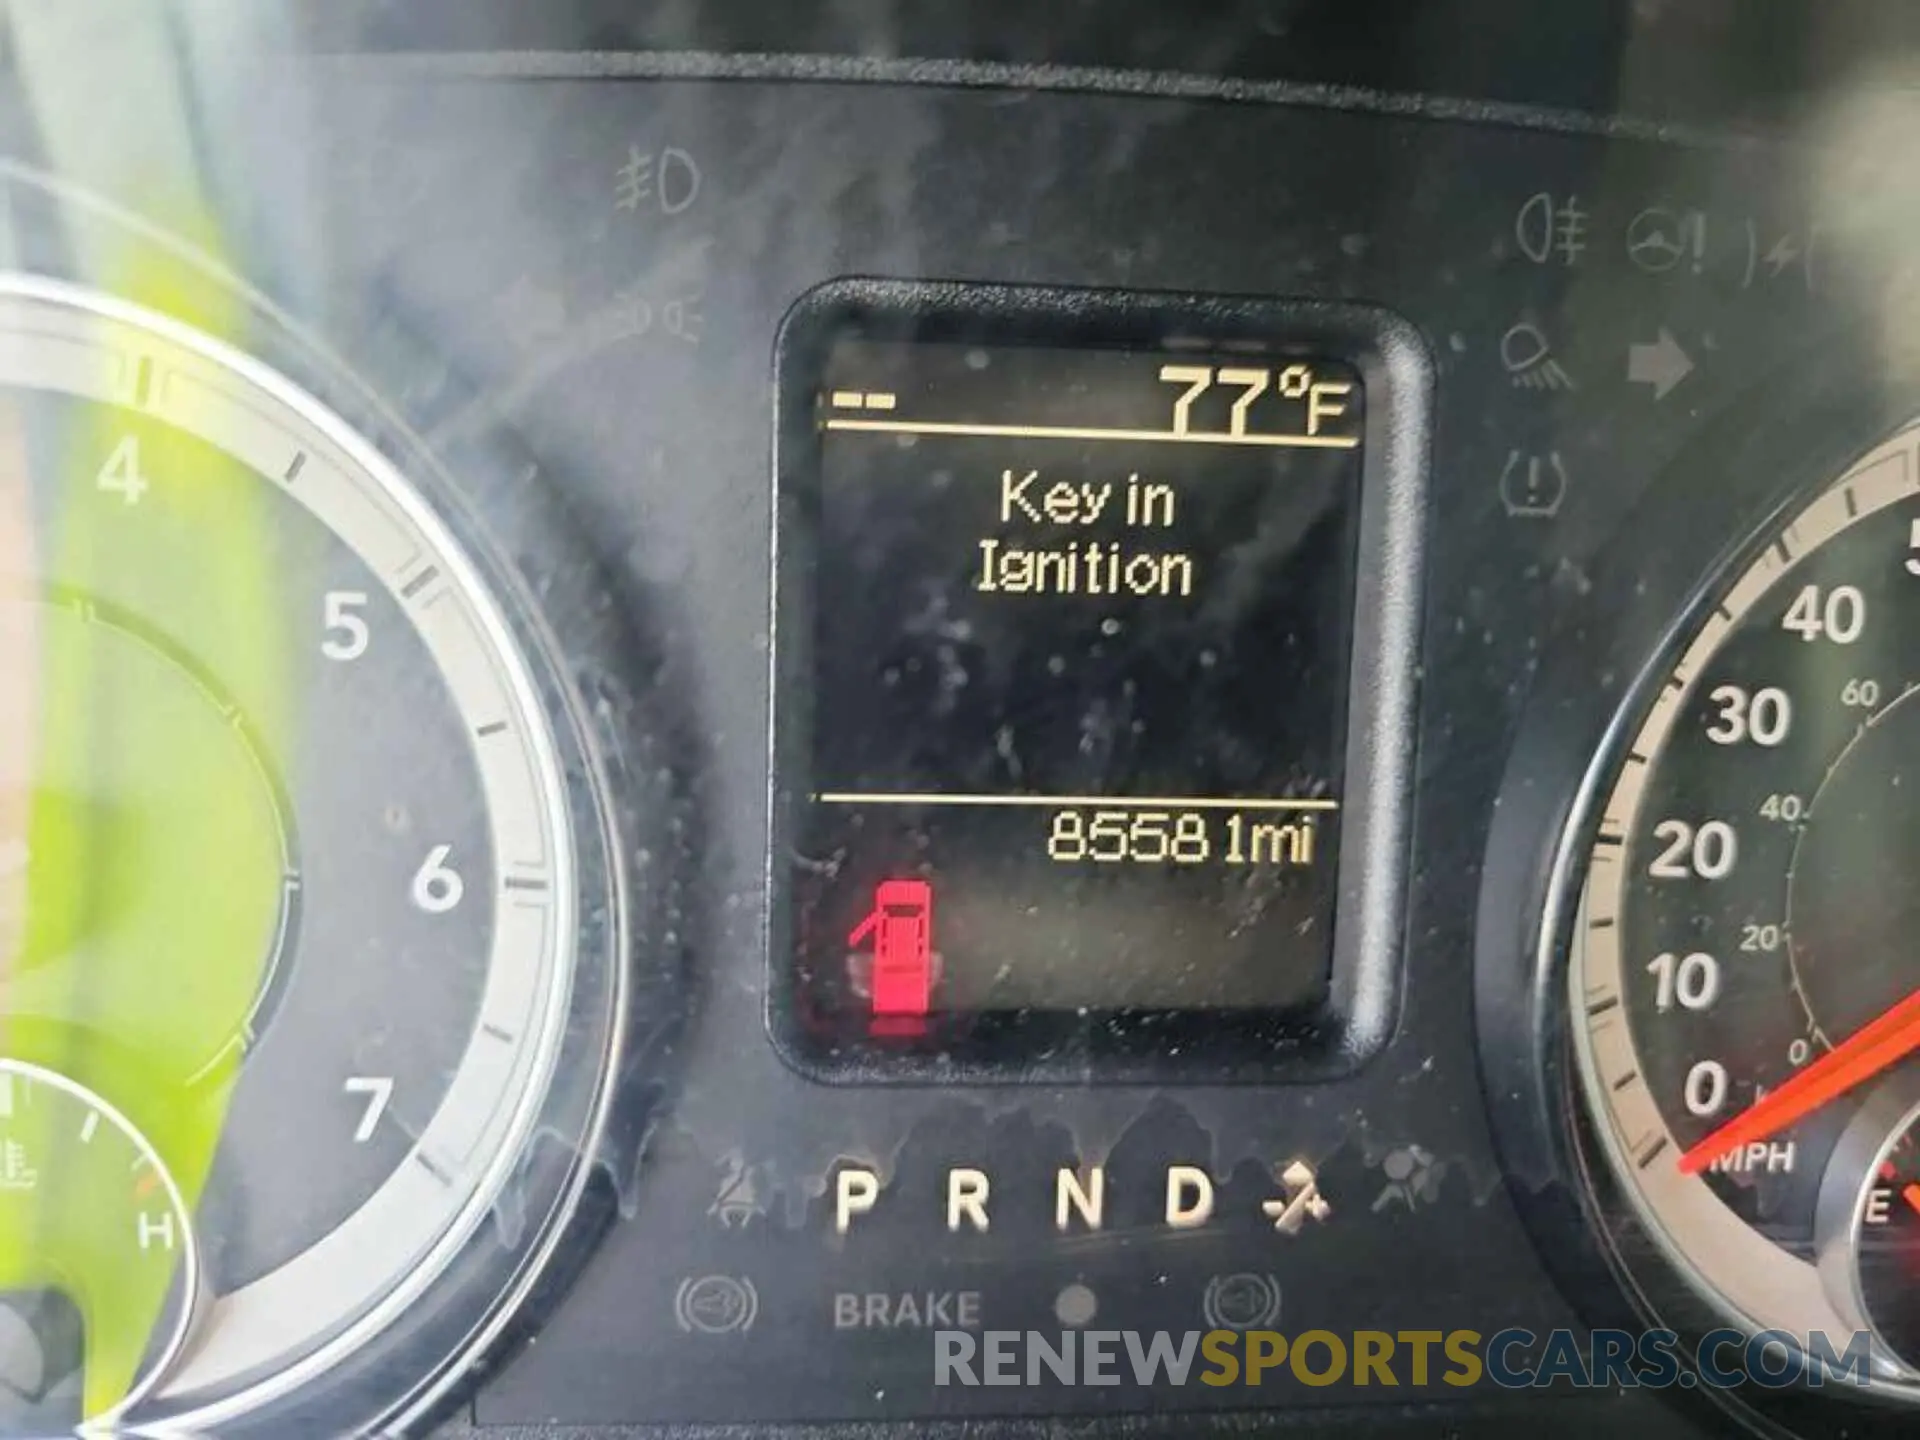 -- 77°F
Key in
Ignition
85581mi
4
5
6
7
H
5
40
30
20
10
0
60
40
20
0
MPH
E
P R N D
BRAKE
RENEWSPORTSCARS.COM